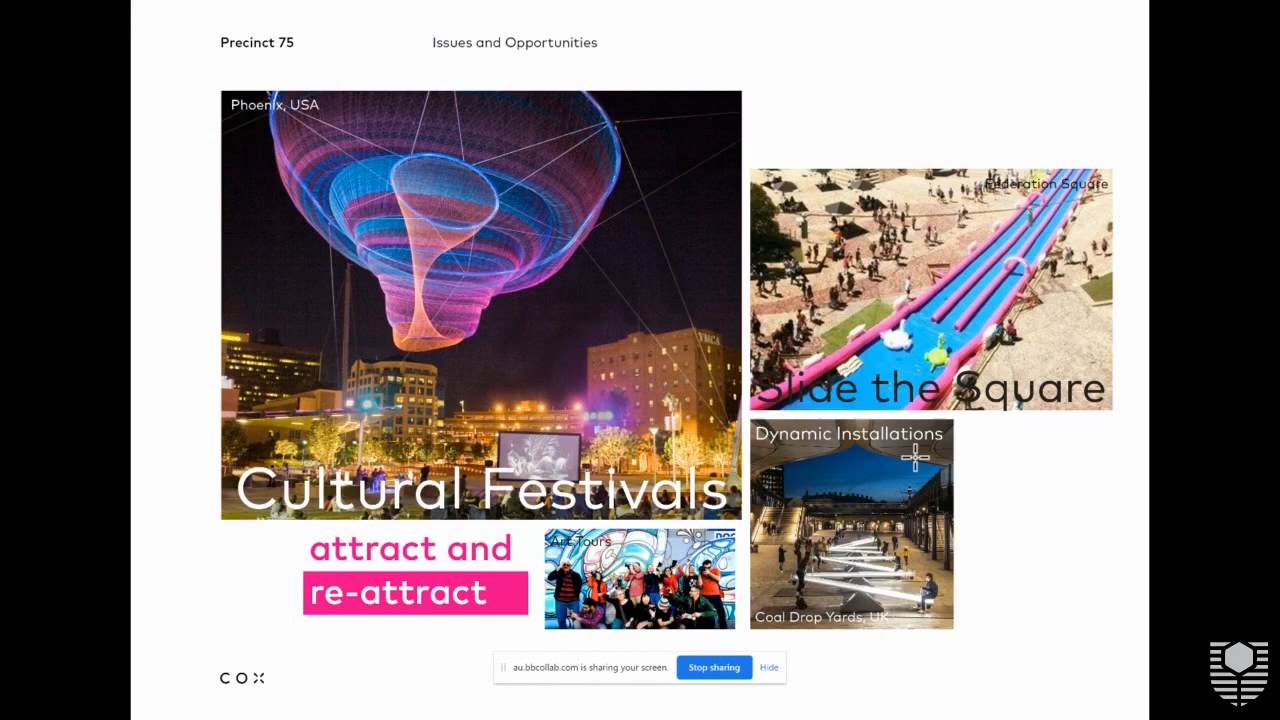 Precinct 75
Issues and Opportunities
Phoenix, USA
Cultural Festivals
Federation Square
Slide the Square
Dynamic Installations
Coal Drop Yards, UK
attract and
re-attract
Art Tours
au.bbcollab.com is sharing your screen.
Stop sharing
Hide
COX